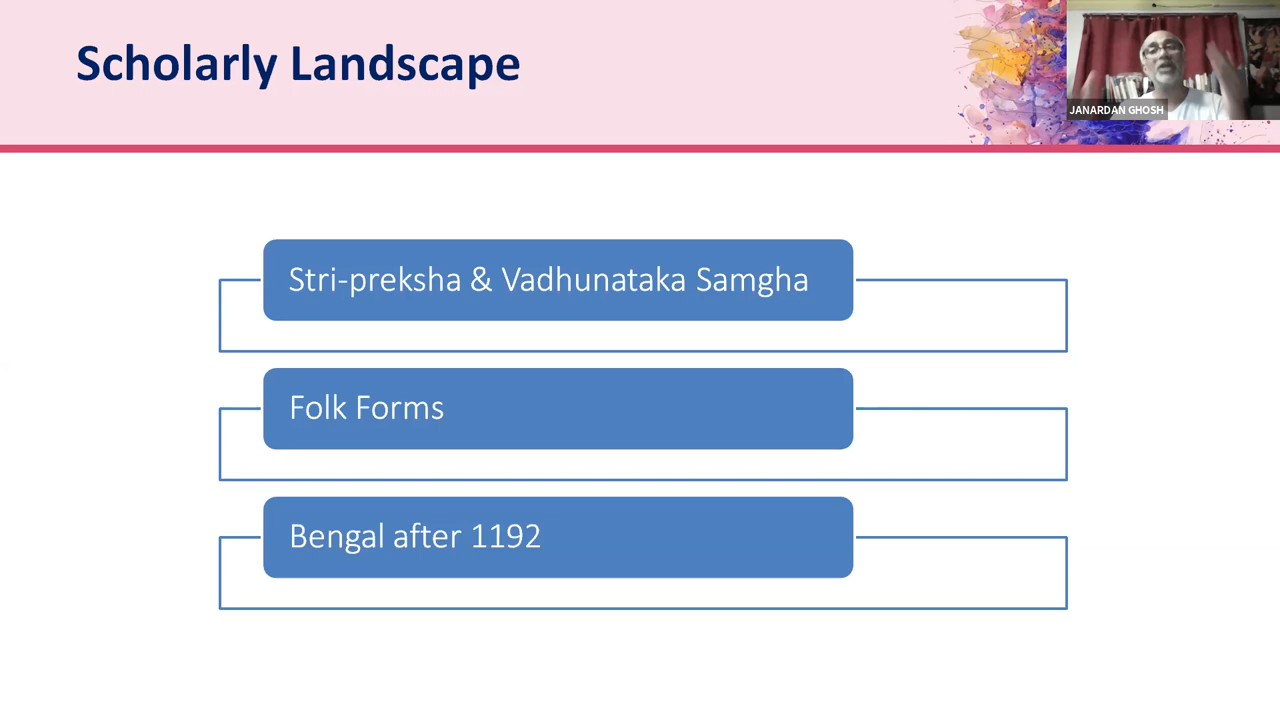 Scholarly Landscape
JANARDAN GHOSH
Stri-preksha & Vadhunataka Samgha
Folk Forms
Bengal after 1192